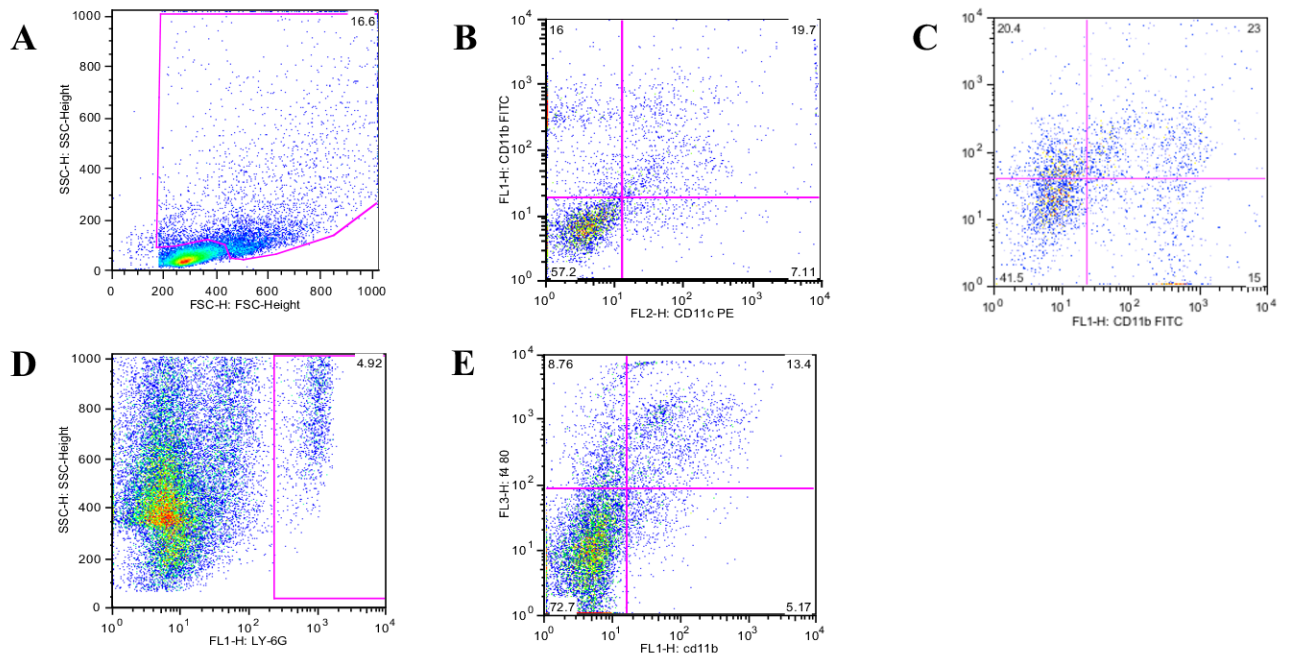 A
1000
800
600
400
200
0
SSC-H: SSC-Height
16.6
0 200 400 600 800 1000
FSC-H: FSC-Height
B
10^4
10^3
10^2
10^1
10^0
FL1-H: CD11b FITC
16 19.7
57.2 7.11
10^0 10^1 10^2 10^3 10^4
FL2-H: CD11c PE
C
10^4
10^3
10^2
10^1
10^0
20.4 23
41.5 15
10^0 10^1 10^2 10^3 10^4
FL1-H: CD11b FITC
D
1000
800
600
400
200
0
SSC-H: SSC-Height
4.92
10^0 10^1 10^2 10^3 10^4
FL1-H: LY-6G
E
10^4
10^3
10^2
10^1
10^0
FL3-H: f4 80
8.76 13.4
72.7 5.17
10^0 10^1 10^2 10^3 10^4
FL1-H: cd11b